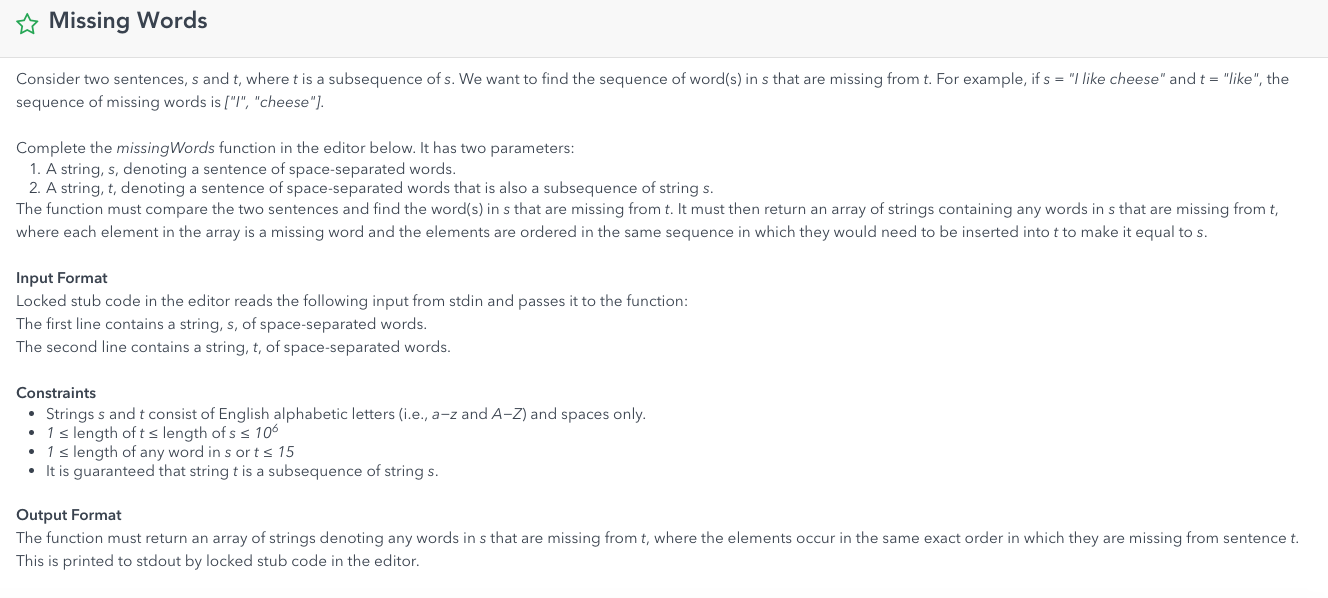 Missing Words
Consider two sentences, s and t, where t is a subsequence of s. We want to find the sequence of word(s) in s that are missing from t. For example, if s = "I like cheese" and t = "like", the
sequence of missing words is ["I", "cheese"].
Complete the missingWords function in the editor below. It has two parameters:
1. A string, s, denoting a sentence of space-separated words.
2. A string, t, denoting a sentence of space-separated words that is also a subsequence of string s.
The function must compare the two sentences and find the word(s) in s that are missing from t. It must then return an array of strings containing any words in s that are missing from t,
where each element in the array is a missing word and the elements are ordered in the same sequence in which they would need to be inserted into t to make it equal to s.
Input Format
Locked stub code in the editor reads the following input from stdin and passes it to the function:
The first line contains a string, s, of space-separated words.
The second line contains a string, t, of space-separated words.
Constraints
• Strings s and t consist of English alphabetic letters (i.e., a−z and A−Z) and spaces only.
• 1 ≤ length of t ≤ length of s ≤ 10⁶
• 1 ≤ length of any word in s or t ≤ 15
• It is guaranteed that string t is a subsequence of string s.
Output Format
The function must return an array of strings denoting any words in s that are missing from t, where the elements occur in the same exact order in which they are missing from sentence t.
This is printed to stdout by locked stub code in the editor.